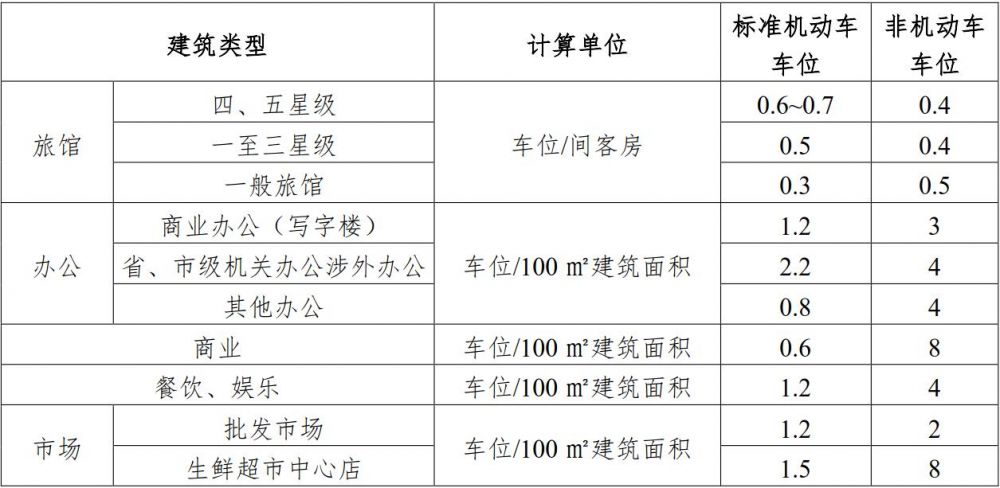 建筑类型 计算单位 标准机动车车位 非机动车车位
旅馆 四、五星级 车位/间客房 0.6~0.7 0.4
一至三星级 0.5 0.4
一般旅馆 0.3 0.5
办公 商业办公（写字楼） 车位/100 ㎡建筑面积 1.2 3
省、市级机关办公涉外办公 2.2 4
其他办公 0.8 4
商业 车位/100 ㎡建筑面积 0.6 8
餐饮、娱乐 车位/100 ㎡建筑面积 1.2 4
市场 批发市场 车位/100 ㎡建筑面积 1.2 2
生鲜超市中心店 1.5 8